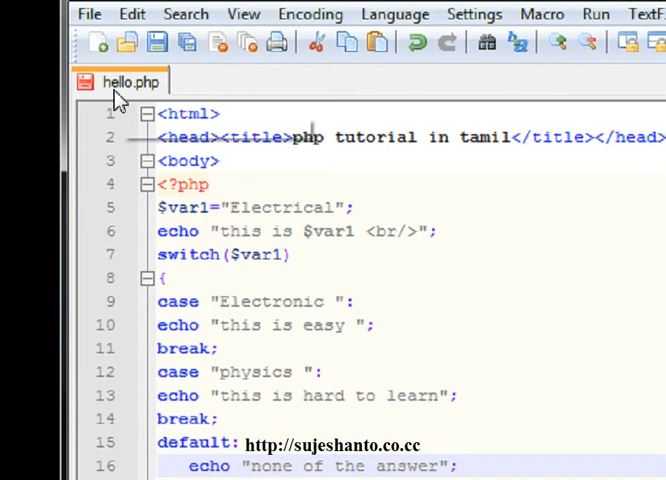 File Edit Search View Encoding Language Settings Macro Run TextF
hello.php
1 <html>
2 <head><title>php tutorial in tamil</title></head>
3 <body>
4 <?php
5 $var1="Electrical";
6 echo "this is $var1 <br/>";
7 switch($var1)
8 {
9 case "Electronic ":
10 echo "this is easy ";
11 break;
12 case "physics ":
13 echo "this is hard to learn";
14 break;
15 default: http://sujeshanto.co.cc
16 echo "none of the answer";